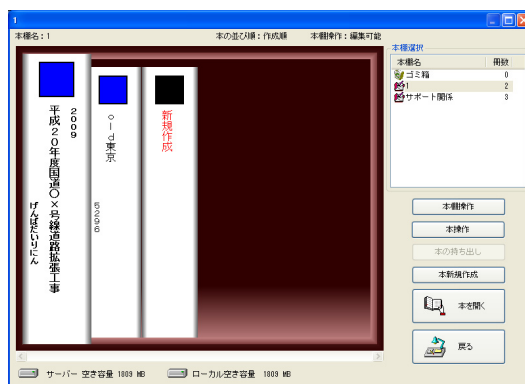 1
本棚名：1
本の並び順：作成順
本棚操作：編集可能
2009
平成２０年度国道〇×号線道路拡張工事
げんばだいりにん
old東京
5296
新規作成
本棚選択
本棚名 冊数
ゴミ箱 0
1 2
サポート関係 3
本棚操作
本操作
本の持ち出し
本新規作成
本を開く
戻る
サーバー 空き容量 1809 MB
ローカル空き容量 1809 MB